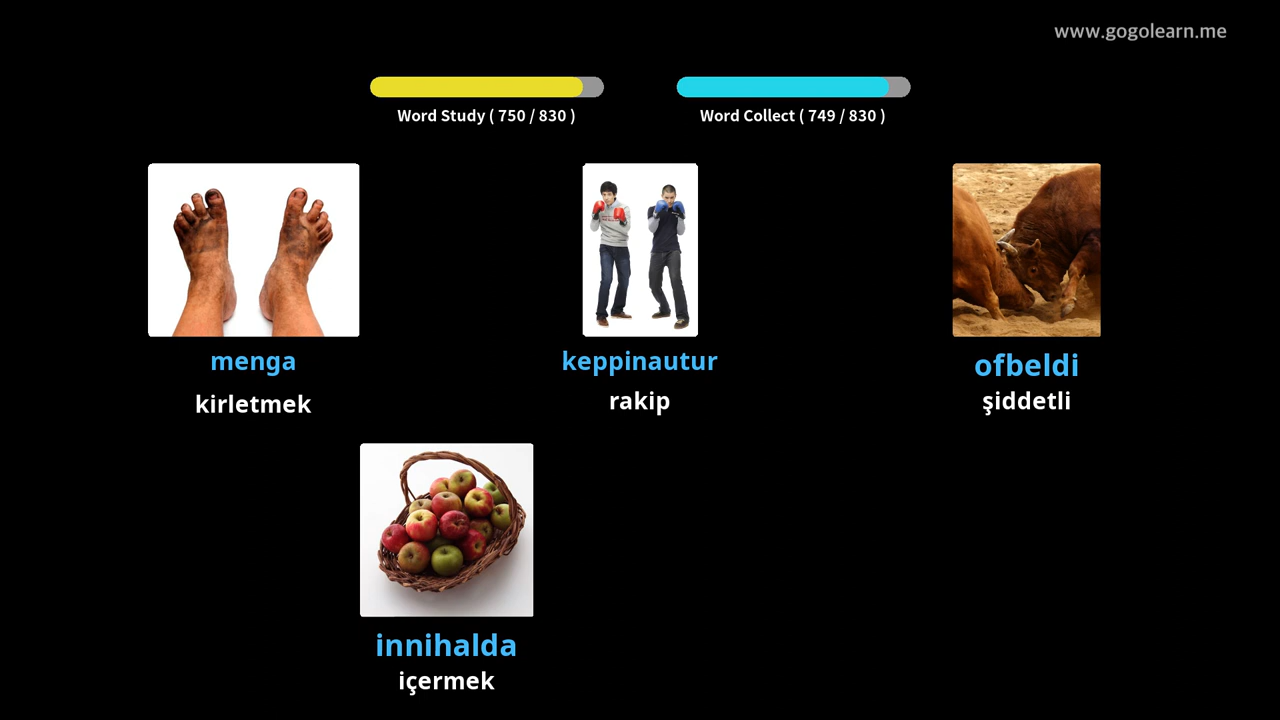 www.gogolearn.me
Word Study ( 750 / 830 )
Word Collect ( 749 / 830 )
menga
kirletmek
keppinautur
rakip
ofbeldi
şiddetli
innihalda
içermek